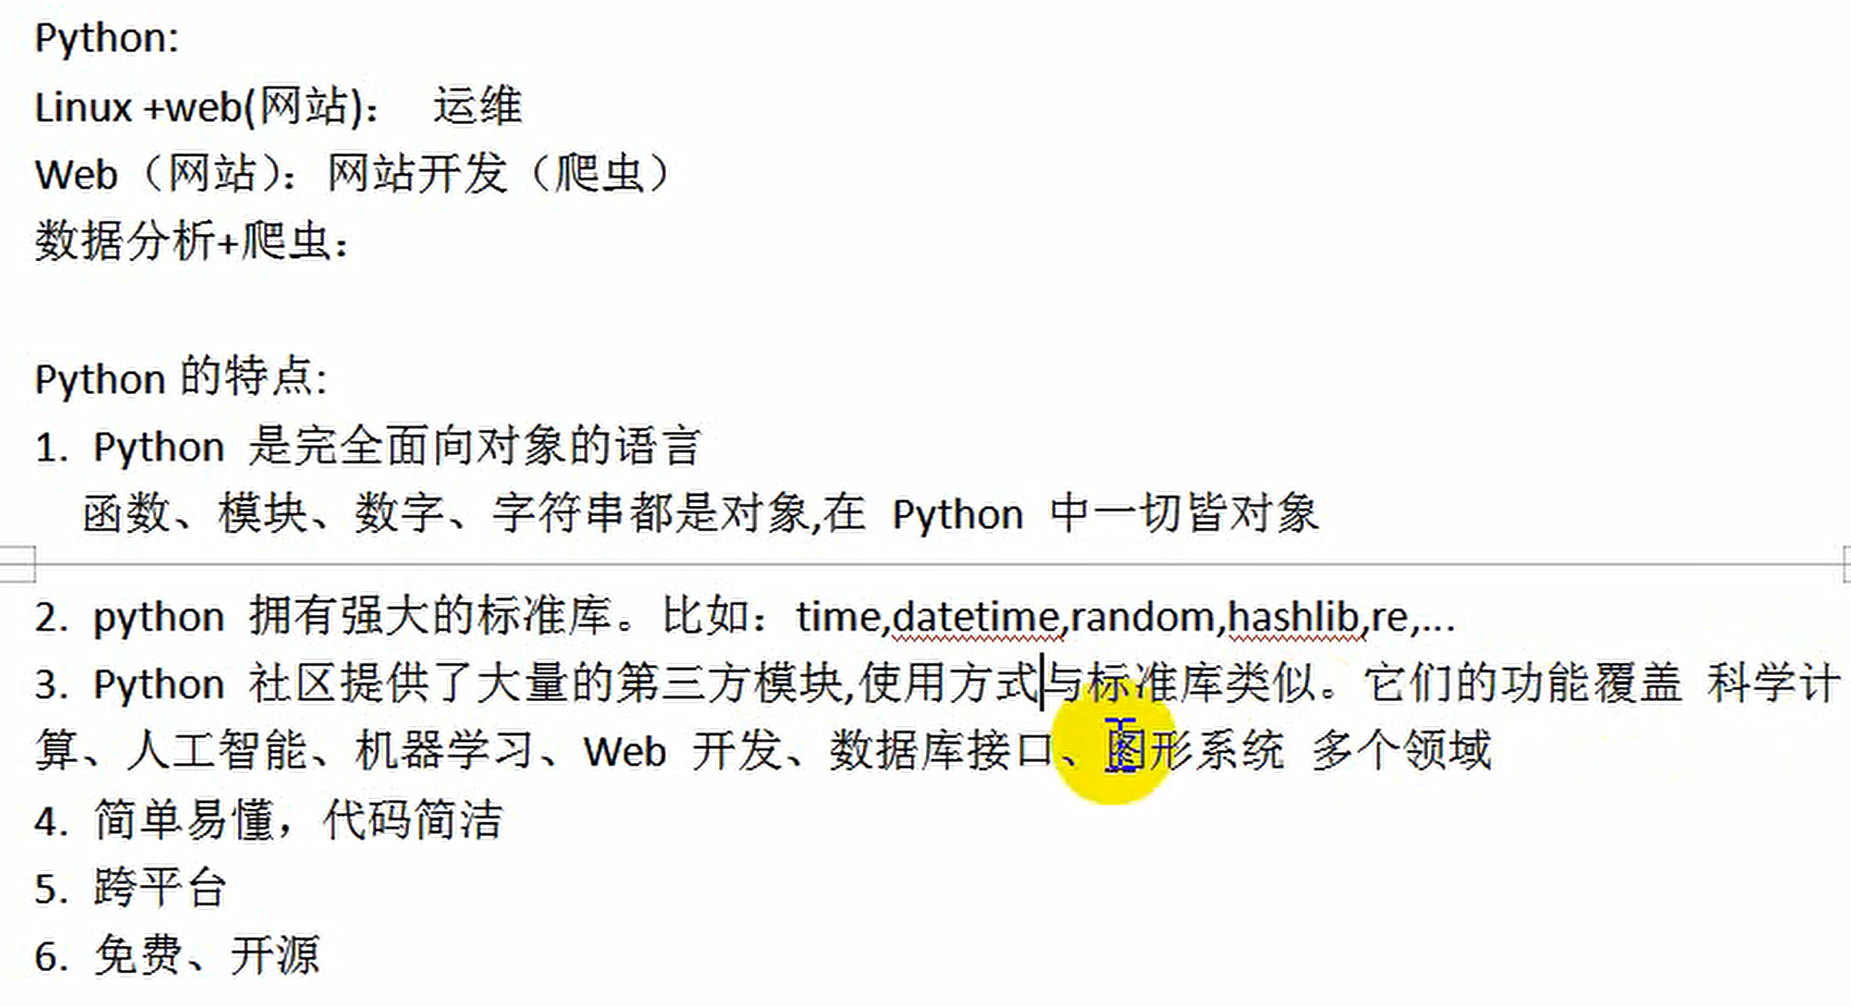 Python:
Linux +web(网站)： 运维
Web（网站）：网站开发（爬虫）
数据分析+爬虫：
Python 的特点:
1. Python 是完全面向对象的语言
函数、模块、数字、字符串都是对象,在 Python 中一切皆对象
2. python 拥有强大的标准库。比如：time,datetime,random,hashlib,re,...
3. Python 社区提供了大量的第三方模块,使用方式与标准库类似。它们的功能覆盖 科学计
算、人工智能、机器学习、Web 开发、数据库接口、图形系统 多个领域
4. 简单易懂，代码简洁
5. 跨平台
6. 免费、开源